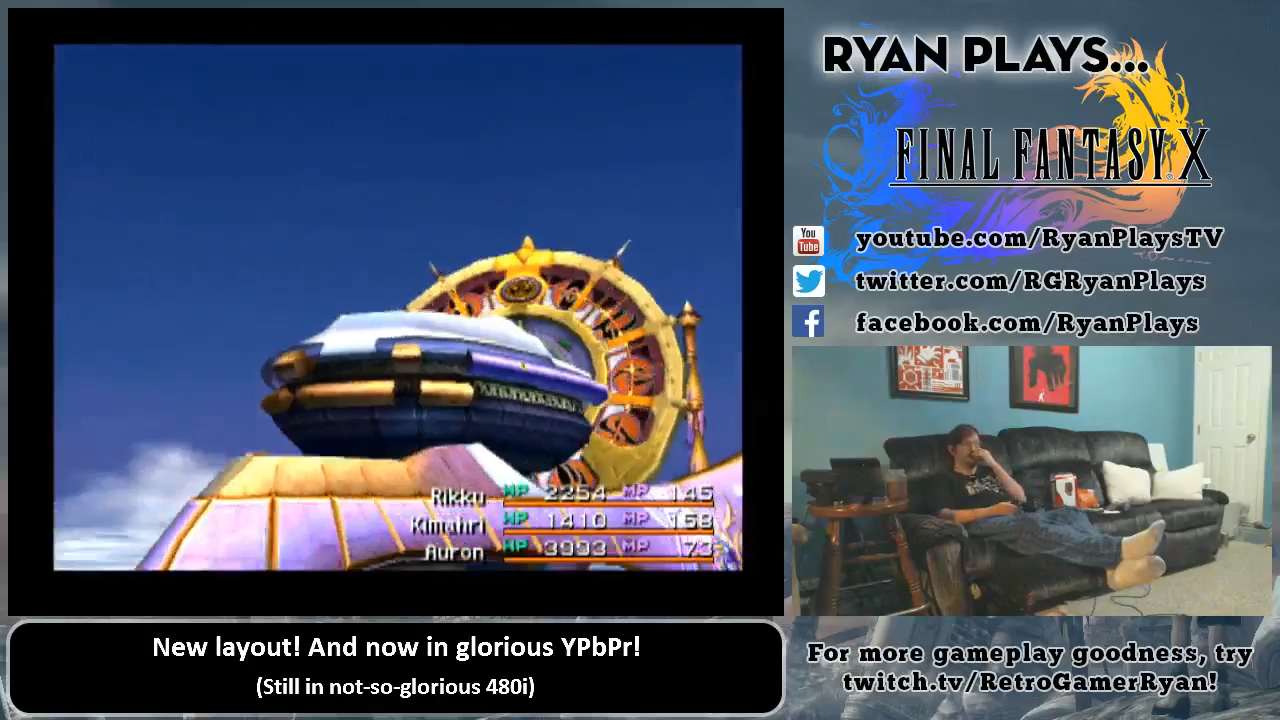 RYAN PLAYS...
FINAL FANTASY X
YouTube
youtube.com/RyanPlaysTV
twitter.com/RGRyanPlays
f
facebook.com/RyanPlays
Rikku HP 2254 MP 145
Kimahri HP 1410 MP 158
Auron HP 3993 MP 73
New layout! And now in glorious YPbPr!
(Still in not-so-glorious 480i)
For more gameplay goodness, try
twitch.tv/RetroGamerRyan!